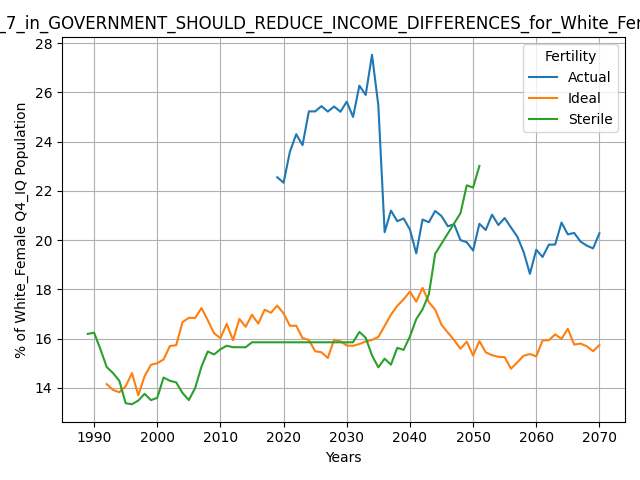 _7_in_GOVERNMENT_SHOULD_REDUCE_INCOME_DIFFERENCES_for_White_Fem
28
26
24
22
20
18
16
14
% of White_Female Q4_IQ Population
Fertility
Actual
Ideal
Sterile
1990 2000 2010 2020 2030 2040 2050 2060 2070
Years